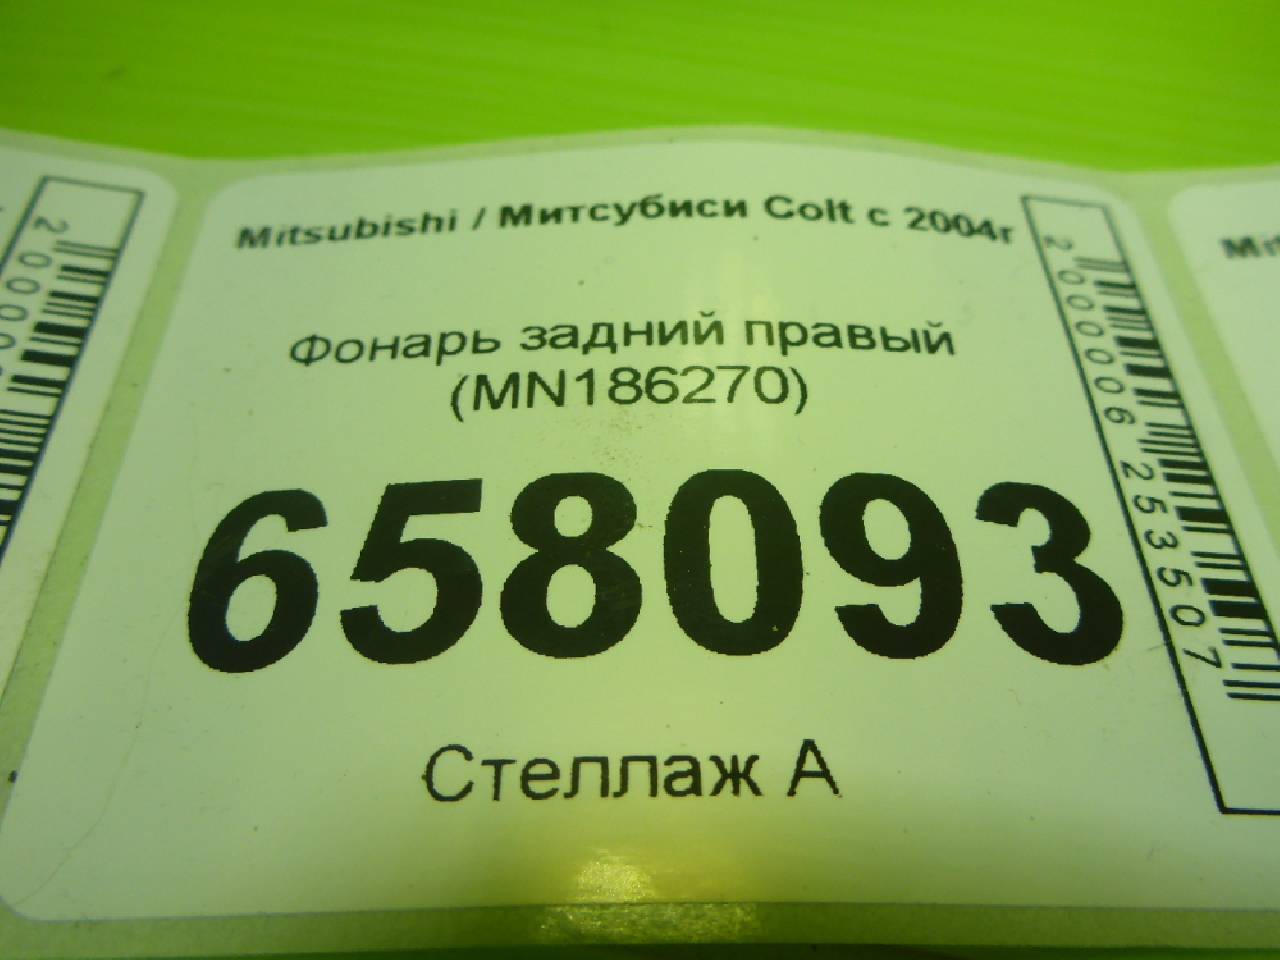 Mitsubishi / Митсубиси Colt с 2004г
Фонарь задний правый
(MN186270)
658093
Стеллаж А
2000006253507